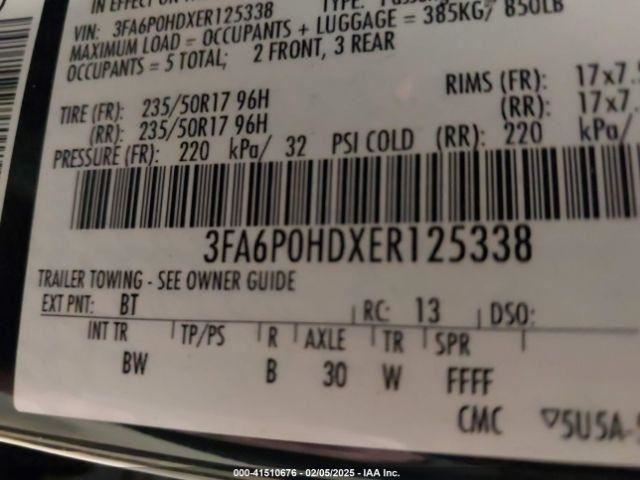 IN EFFECT ON
VIN: 3FA6P0HDXER125338 TYPE:
MAXIMUM LOAD = OCCUPANTS + LUGGAGE = 385KG/ 850LB
OCCUPANTS = 5 TOTAL; 2 FRONT, 3 REAR
TIRE (FR): 235/50R17 96H RIMS (FR): 17x7.
(RR): 235/50R17 96H (RR): 17x7.
PRESSURE (FR): 220 kPa/ 32 PSI COLD (RR): 220 kPa/
3FA6P0HDXER125338
TRAILER TOWING - SEE OWNER GUIDE
EXT PNT: BT RC: 13 DSO:
INT TR TP/PS R AXLE TR SPR
BW B 30 W FFFF
CMC ▽5U5A-
000-41510676 - 02/05/2025 - IAA Inc.